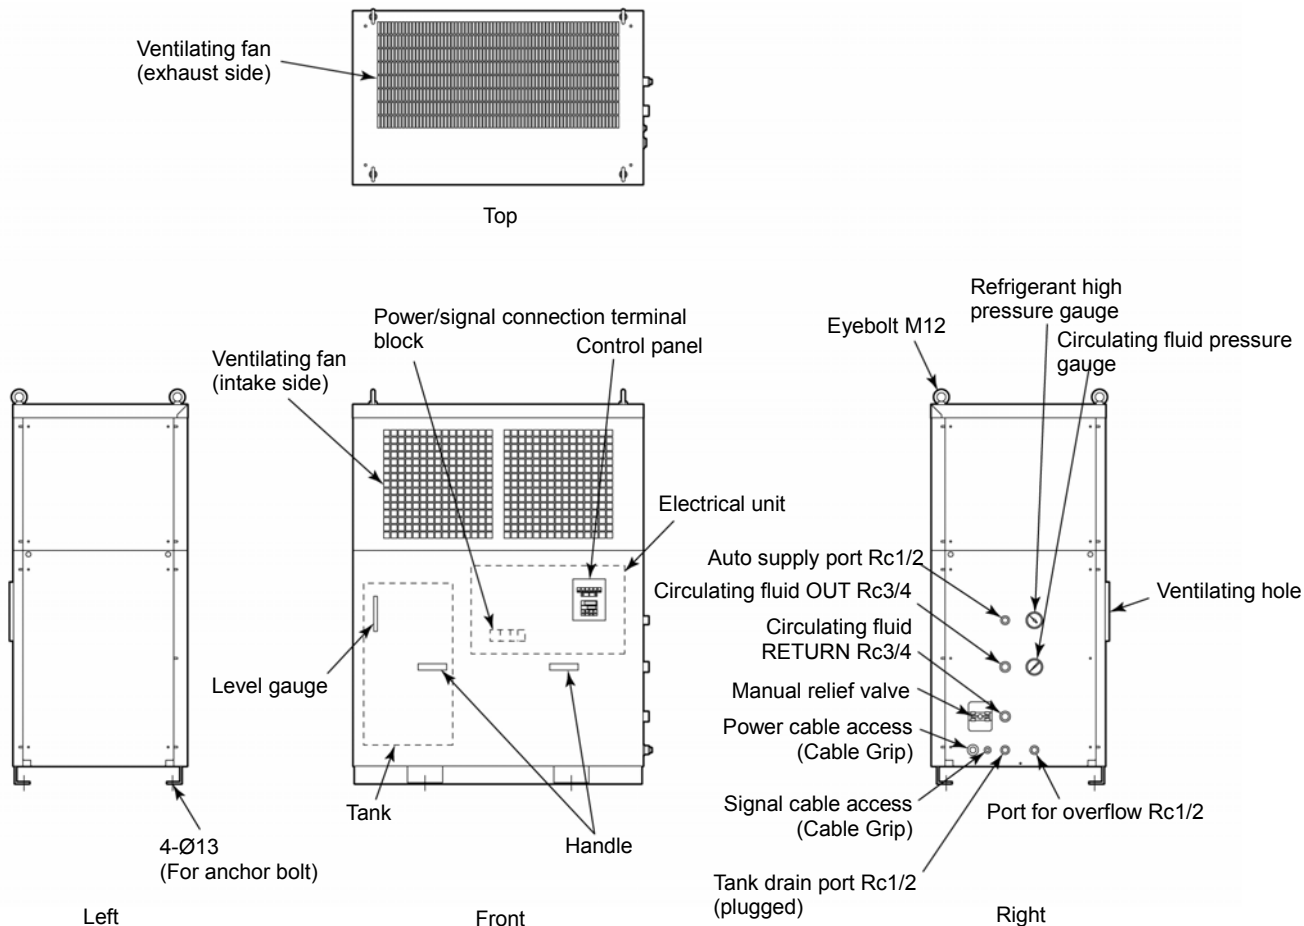 Ventilating fan
(exhaust side)
Top
Refrigerant high
pressure gauge
Eyebolt M12
Circulating fluid pressure
gauge
Power/signal connection terminal
block
Control panel
Ventilating fan
(intake side)
Electrical unit
Auto supply port Rc1/2
Circulating fluid OUT Rc3/4
Ventilating hole
Circulating fluid
RETURN Rc3/4
Level gauge
Manual relief valve
Power cable access
(Cable Grip)
Signal cable access
(Cable Grip)
Port for overflow Rc1/2
Tank
Handle
4-Ø13
(For anchor bolt)
Tank drain port Rc1/2
(plugged)
Left
Front
Right